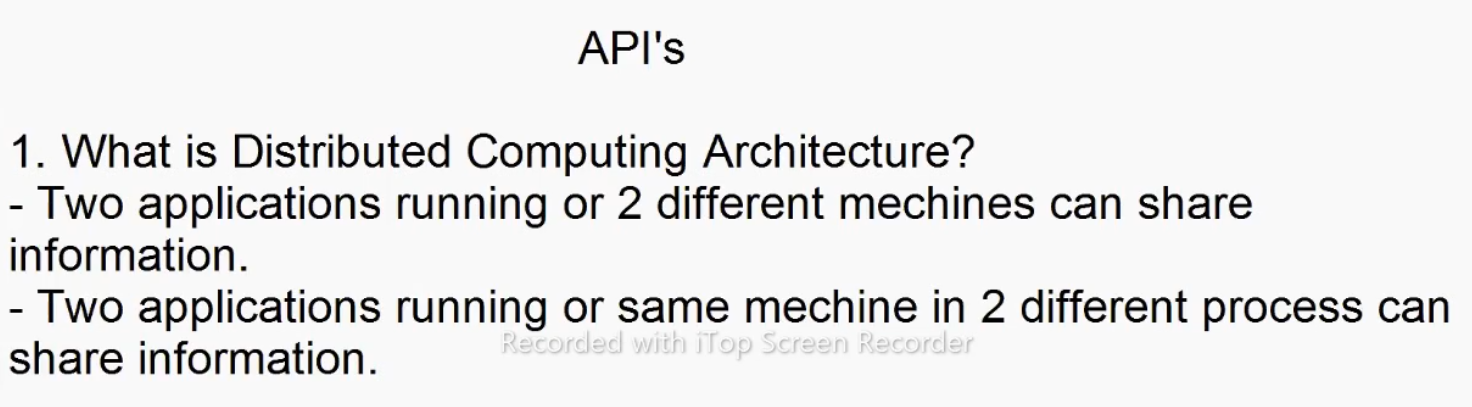 API's
1. What is Distributed Computing Architecture?
- Two applications running or 2 different mechines can share
information.
- Two applications running or same mechine in 2 different process can
Recorded with iTop Screen Recorder
share information.